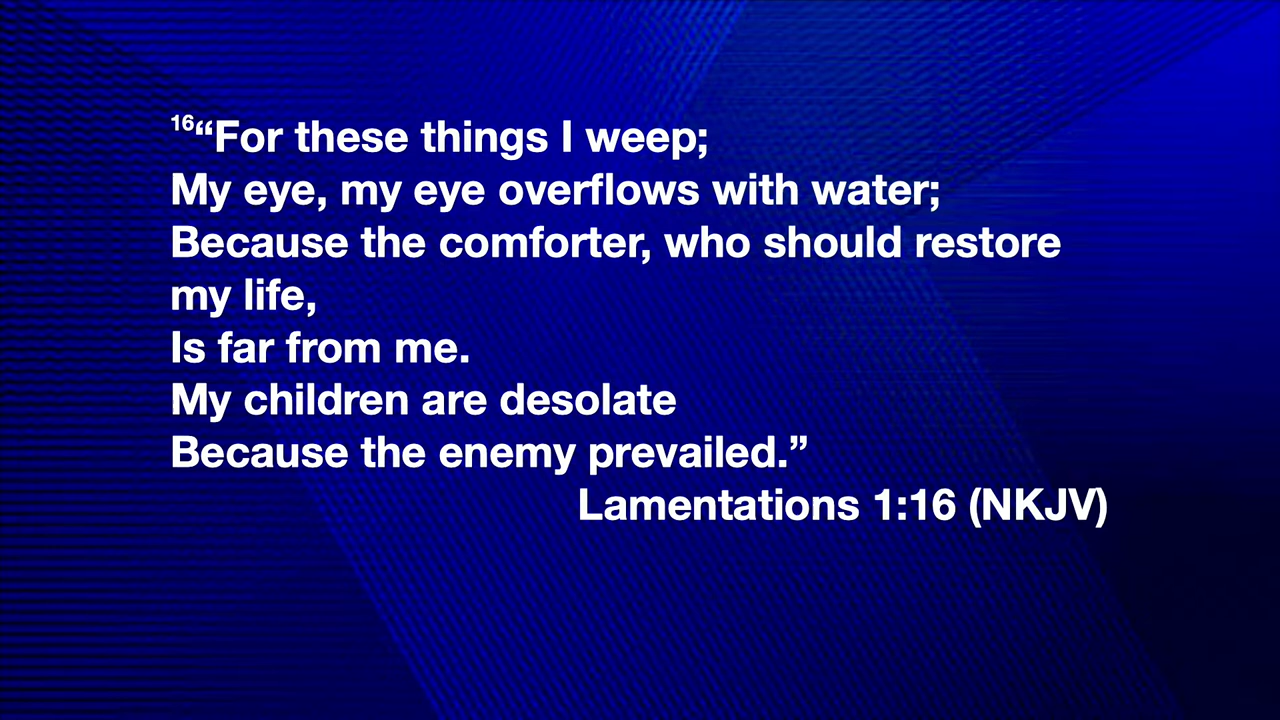 16“For these things I weep;
My eye, my eye overflows with water;
Because the comforter, who should restore
my life,
Is far from me.
My children are desolate
Because the enemy prevailed.”
Lamentations 1:16 (NKJV)